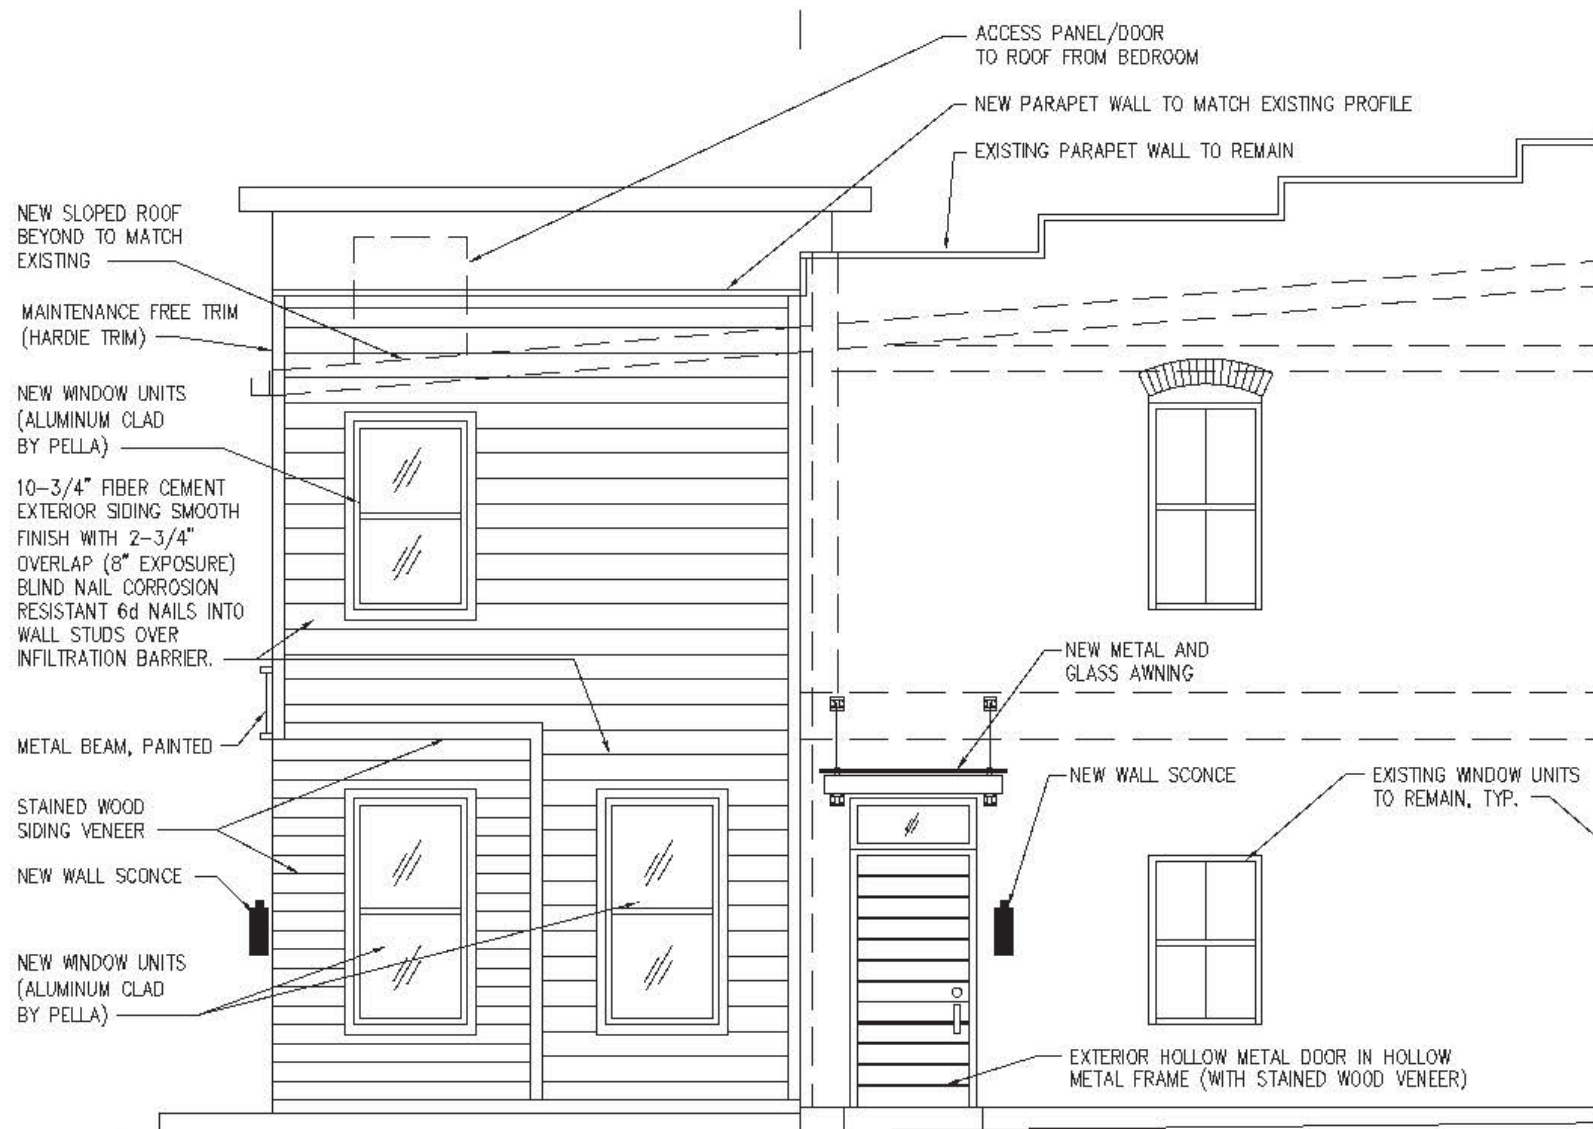 ACCESS PANEL/DOOR
TO ROOF FROM BEDROOM
NEW PARAPET WALL TO MATCH EXISTING PROFILE
EXISTING PARAPET WALL TO REMAIN
NEW SLOPED ROOF
BEYOND TO MATCH
EXISTING
MAINTENANCE FREE TRIM
(HARDIE TRIM)
NEW WINDOW UNITS
(ALUMINUM CLAD
BY PELLA)
10-3/4" FIBER CEMENT
EXTERIOR SIDING SMOOTH
FINISH WITH 2-3/4"
OVERLAP (8" EXPOSURE)
BLIND NAIL CORROSION
RESISTANT 6d NAILS INTO
WALL STUDS OVER
INFILTRATION BARRIER.
METAL BEAM, PAINTED
STAINED WOOD
SIDING VENEER
NEW WALL SCONCE
NEW WINDOW UNITS
(ALUMINUM CLAD
BY PELLA)
NEW METAL AND
GLASS AWNING
NEW WALL SCONCE
EXISTING WINDOW UNITS
TO REMAIN, TYP.
EXTERIOR HOLLOW METAL DOOR IN HOLLOW
METAL FRAME (WITH STAINED WOOD VENEER)